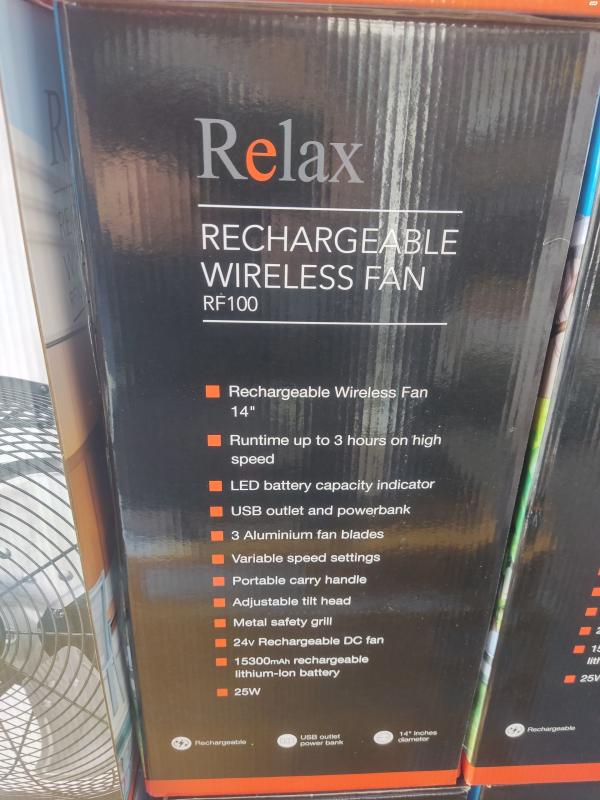 Relax
RECHARGEABLE
WIRELESS FAN
RF100
Rechargeable Wireless Fan
14"
Runtime up to 3 hours on high
speed
LED battery capacity indicator
USB outlet and powerbank
3 Aluminium fan blades
Variable speed settings
Portable carry handle
Adjustable tilt head
Metal safety grill
24v Rechargeable DC fan
15300mAh rechargeable
lithium-Ion battery
25W
Rechargeable
USB outlet
power bank
14" Inches
diameter
25W
Rechargeable